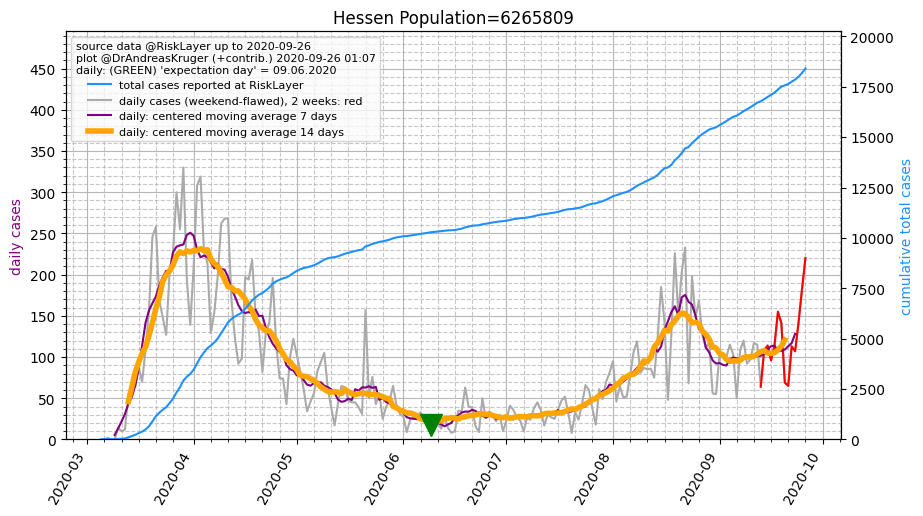 Hessen Population=6265809
source data @RiskLayer up to 2020-09-26
plot @DrAndreasKruger (+contrib.) 2020-09-26 01:07
daily: (GREEN) 'expectation day' = 09.06.2020
total cases reported at RiskLayer
daily cases (weekend-flawed), 2 weeks: red
daily: centered moving average 7 days
daily: centered moving average 14 days
daily cases
450
400
350
300
250
200
150
100
50
0
cumulative total cases
20000
17500
15000
12500
10000
7500
5000
2500
0
2020-03
2020-04
2020-05
2020-06
2020-07
2020-08
2020-09
2020-10